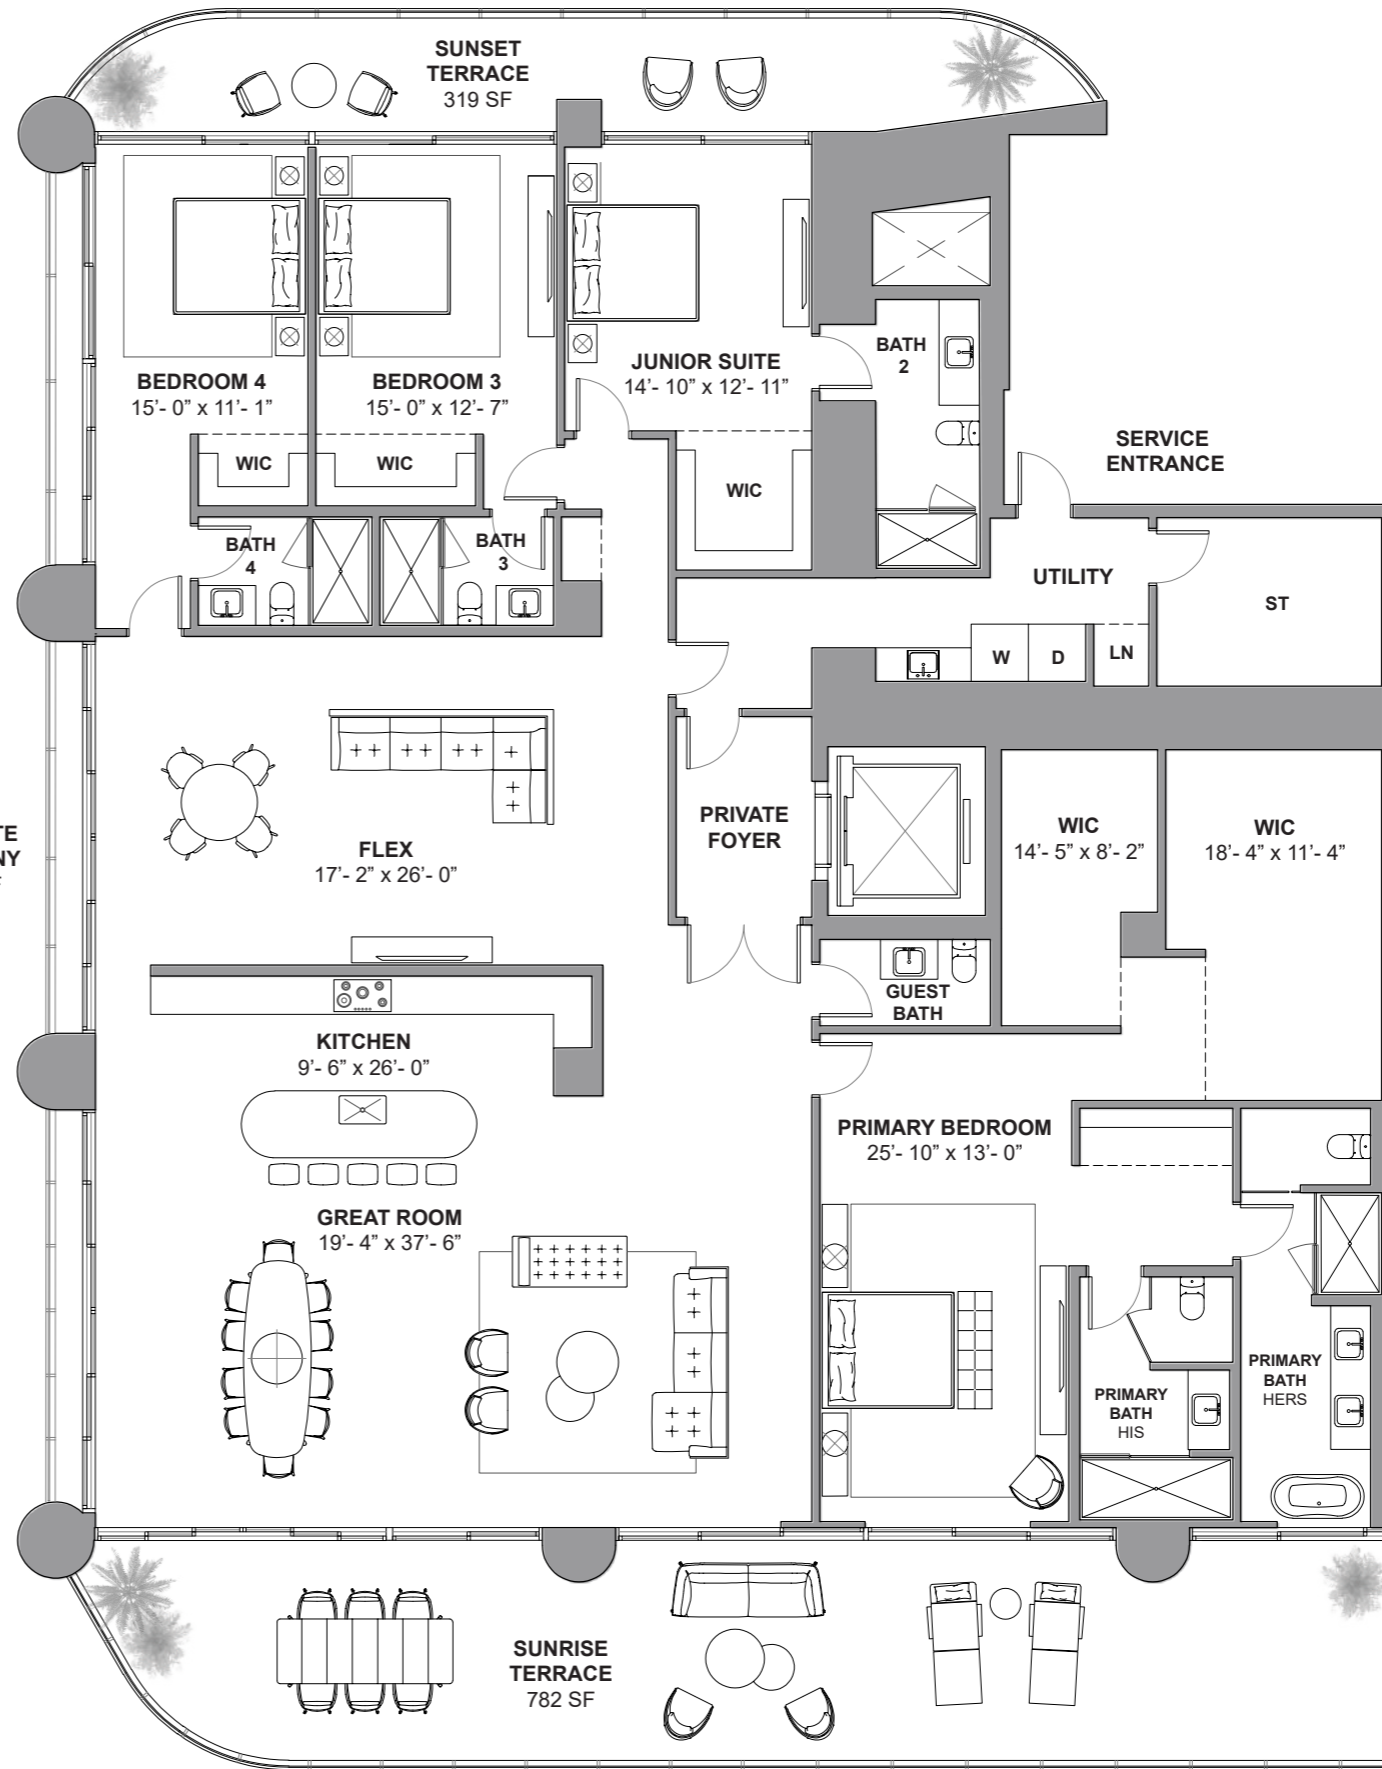 SUNSET
TERRACE
319 SF
BEDROOM 4
15’- 0” x 11’- 1”
BEDROOM 3
15’- 0” x 12’- 7”
JUNIOR SUITE
14’- 10” x 12’- 11”
BATH
2
WIC
WIC
WIC
SERVICE
ENTRANCE
BATH
4
BATH
3
UTILITY
ST
W
D
LN
PRIVATE
FOYER
TE
NY
FLEX
17’- 2” x 26’- 0”
WIC
14’- 5” x 8’- 2”
WIC
18’- 4” x 11’- 4”
GUEST
BATH
KITCHEN
9’- 6” x 26’- 0”
PRIMARY BEDROOM
25’- 10” x 13’- 0”
GREAT ROOM
19’- 4” x 37’- 6”
PRIMARY
BATH
HIS
PRIMARY
BATH
HERS
SUNRISE
TERRACE
782 SF